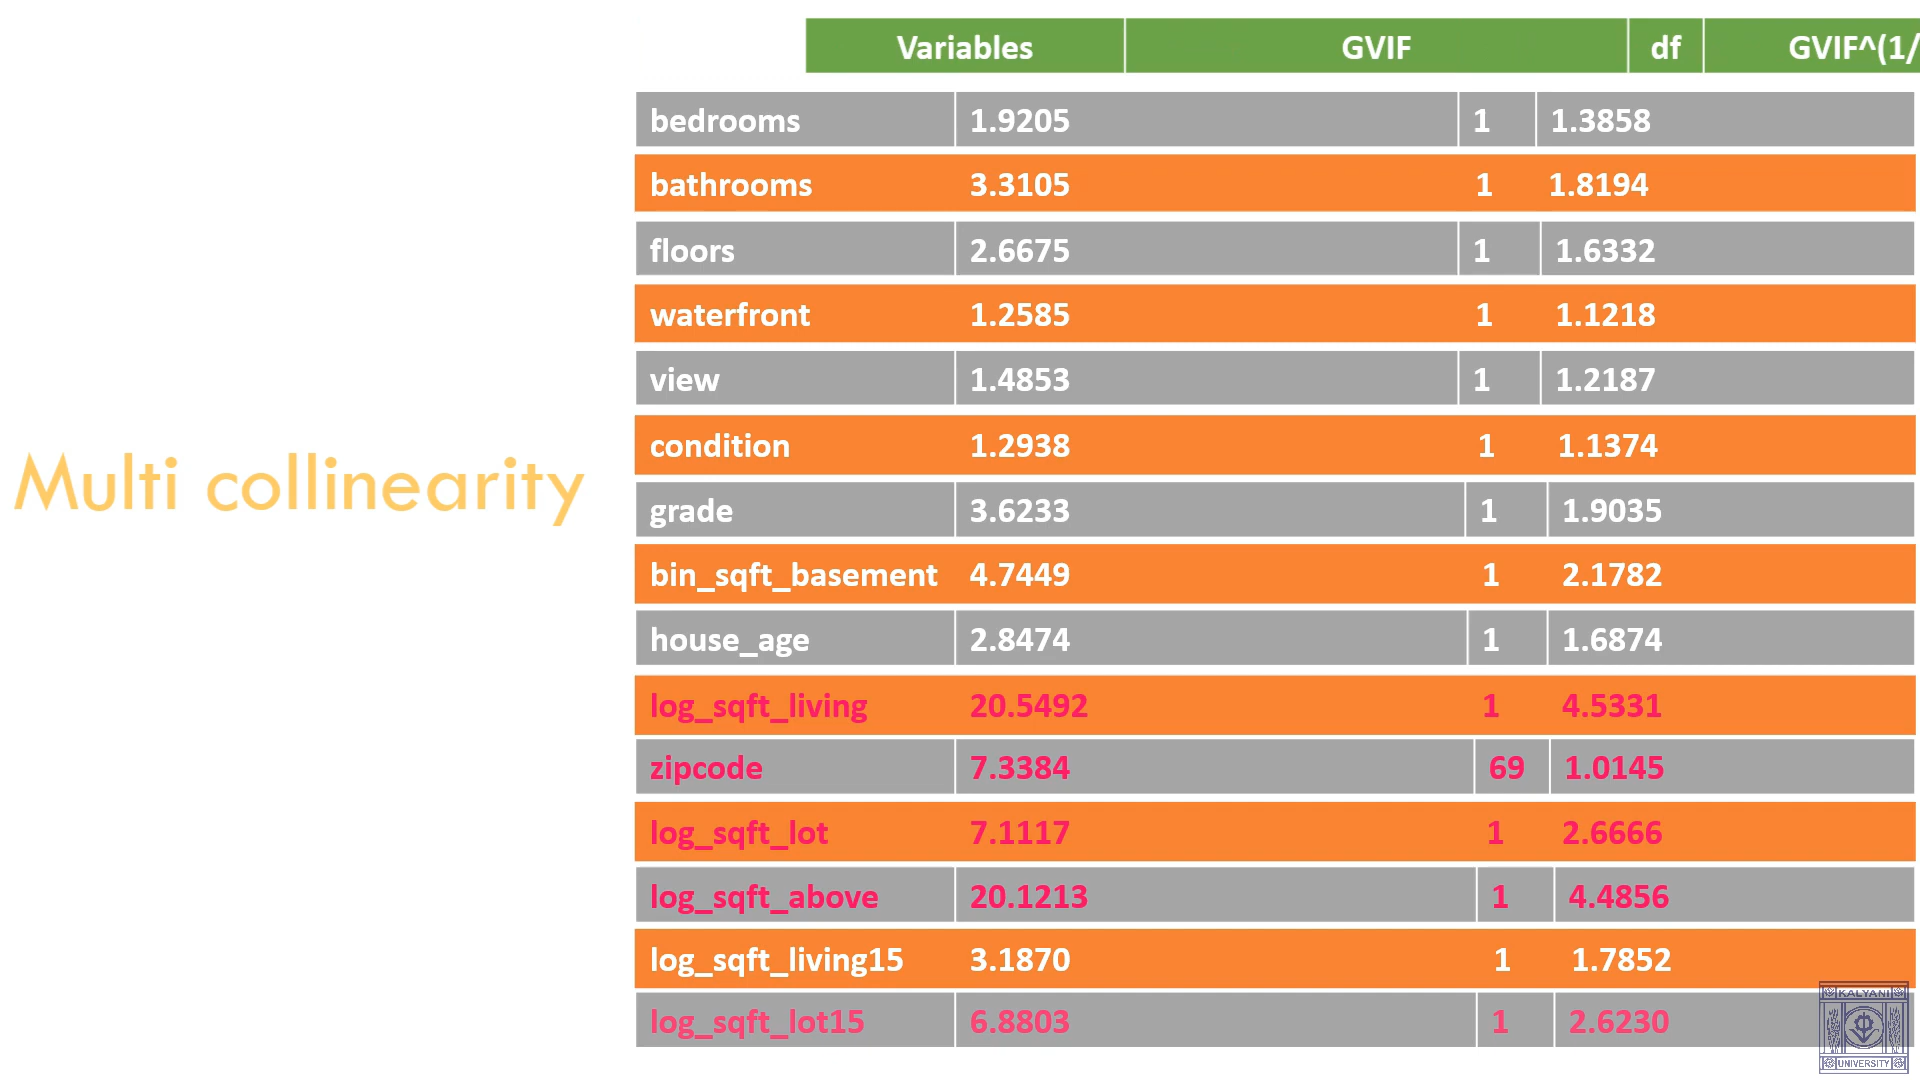 Variables GVIF df GVIF^(1/
bedrooms 1.9205 1 1.3858
bathrooms 3.3105 1 1.8194
floors 2.6675 1 1.6332
waterfront 1.2585 1 1.1218
view 1.4853 1 1.2187
condition 1.2938 1 1.1374
Multi collinearity
grade 3.6233 1 1.9035
bin_sqft_basement 4.7449 1 2.1782
house_age 2.8474 1 1.6874
log_sqft_living 20.5492 1 4.5331
zipcode 7.3384 69 1.0145
log_sqft_lot 7.1117 1 2.6666
log_sqft_above 20.1213 1 4.4856
log_sqft_living15 3.1870 1 1.7852
log_sqft_lot15 6.8803 1 2.6230
KALYANI
UNIVERSITY